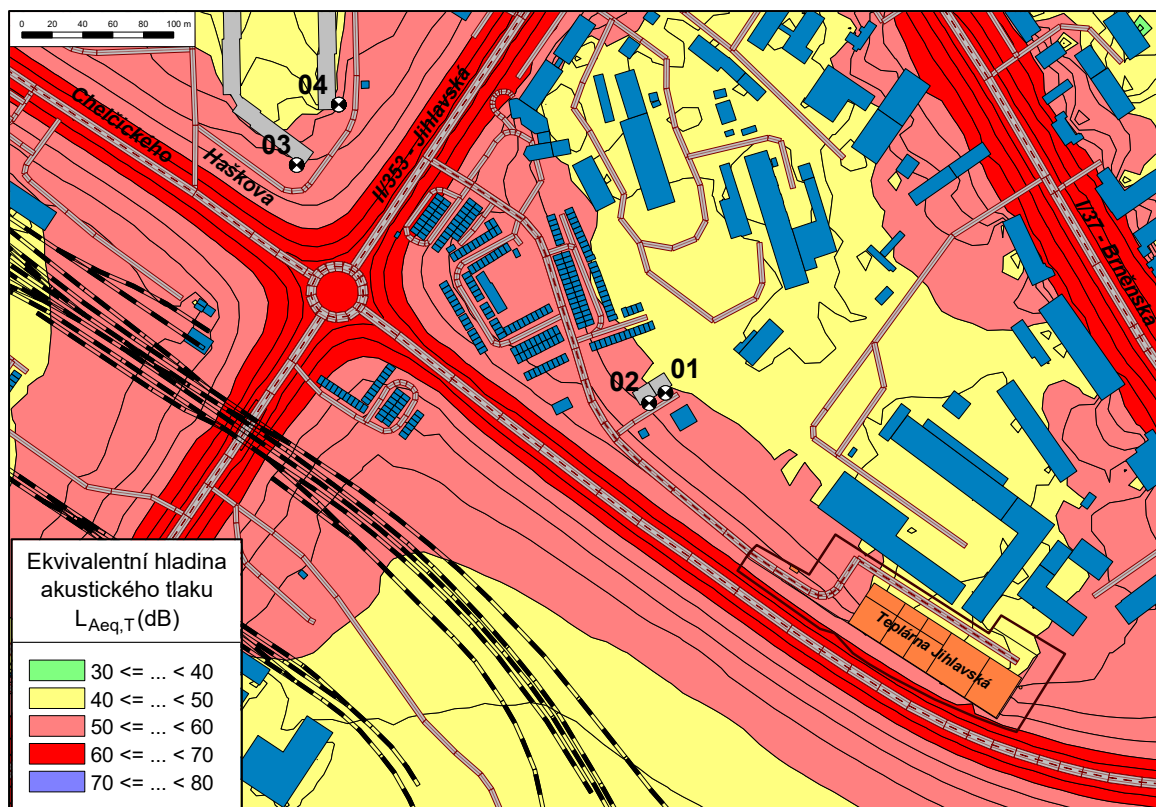 0 20 40 60 80 100 m
04
03
Chelčického
Haškova
II/353 - Jihlavská
I/37 - Brněnská
02
01
Teplárna Jihlavská
Ekvivalentní hladina
akustického tlaku
L Aeq,T (dB)
30 <= ... < 40
40 <= ... < 50
50 <= ... < 60
60 <= ... < 70
70 <= ... < 80